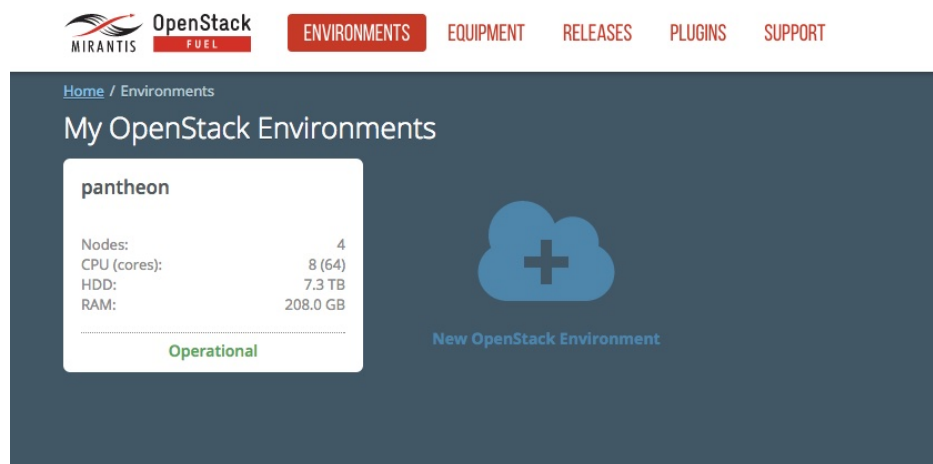 MIRANTIS OpenStack FUEL
ENVIRONMENTS EQUIPMENT RELEASES PLUGINS SUPPORT
Home / Environments
My OpenStack Environments
pantheon
Nodes: 4
CPU (cores): 8 (64)
HDD: 7.3 TB
RAM: 208.0 GB
Operational
New OpenStack Environment